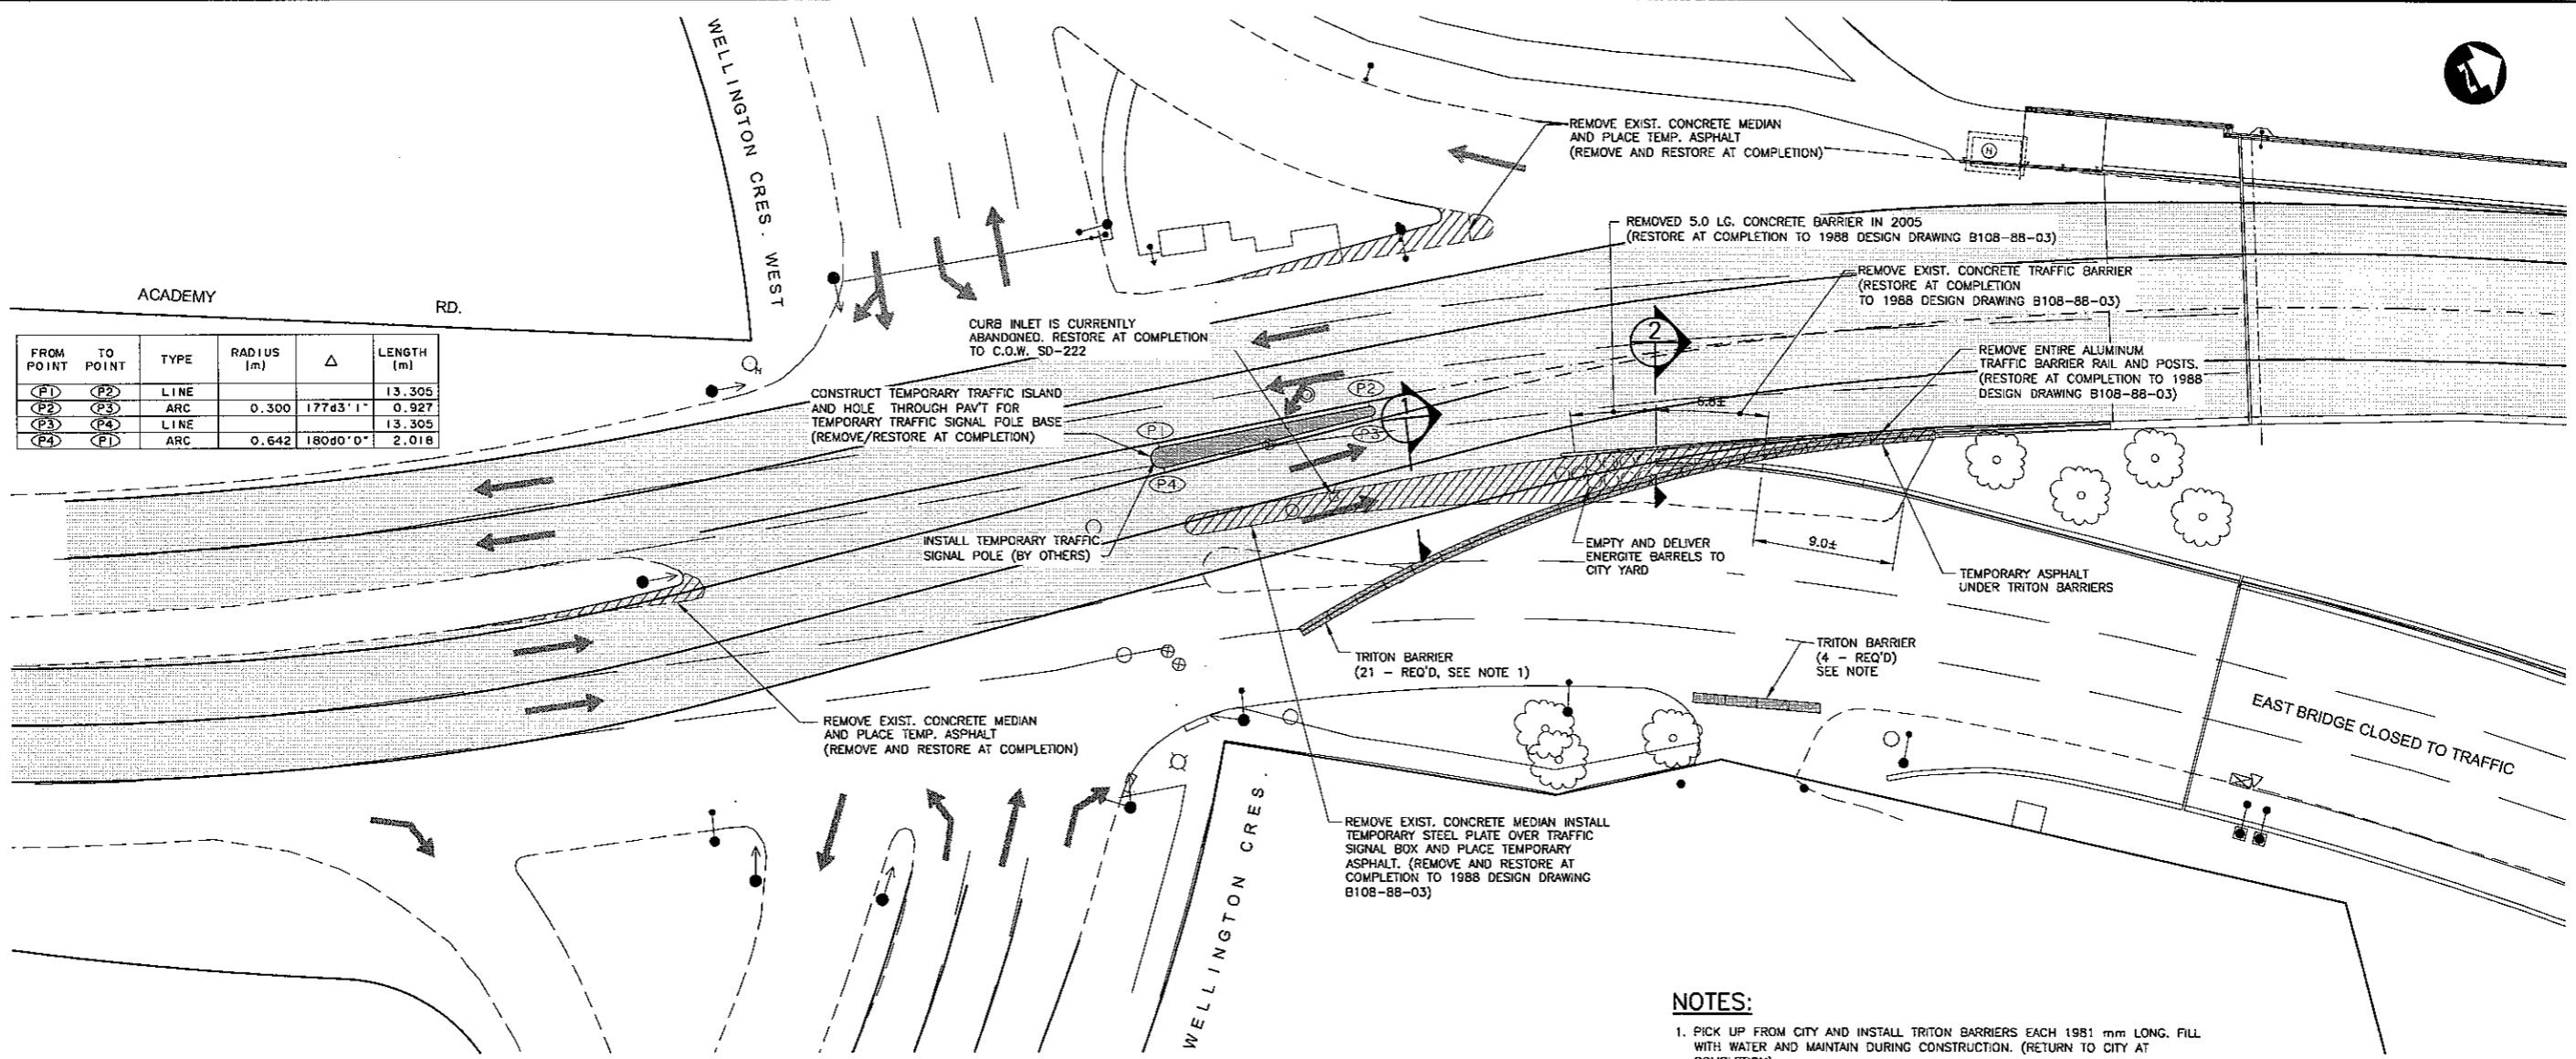 WELLINGTON CRES. WEST
ACADEMY RD.
FROM POINT TO POINT TYPE RADIUS (m) Δ LENGTH (m)
P1 P2 LINE 13.305
P2 P3 ARC 0.300 177d3'1" 0.927
P3 P4 LINE 13.305
P4 P1 ARC 0.642 180d0'0" 2.018
REMOVE EXIST. CONCRETE MEDIAN
AND PLACE TEMP. ASPHALT
(REMOVE AND RESTORE AT COMPLETION)
H
REMOVED 5.0 LG. CONCRETE BARRIER IN 2005
(RESTORE AT COMPLETION TO 1988 DESIGN DRAWING B108-88-03)
REMOVE EXIST. CONCRETE TRAFFIC BARRIER
(RESTORE AT COMPLETION
TO 1988 DESIGN DRAWING B108-88-03)
CURB INLET IS CURRENTLY
ABANDONED. RESTORE AT COMPLETION
TO C.O.W. SD-222
2
REMOVE ENTIRE ALUMINUM
TRAFFIC BARRIER RAIL AND POSTS.
(RESTORE AT COMPLETION TO 1988
DESIGN DRAWING B108-88-03)
CONSTRUCT TEMPORARY TRAFFIC ISLAND
AND HOLE THROUGH PAV'T FOR
TEMPORARY TRAFFIC SIGNAL POLE BASE
(REMOVE/RESTORE AT COMPLETION)
P2
1
P1
P3
P4
INSTALL TEMPORARY TRAFFIC
SIGNAL POLE (BY OTHERS)
EMPTY AND DELIVER
ENERGITE BARRELS TO
CITY YARD
9.0±
TEMPORARY ASPHALT
UNDER TRITON BARRIERS
TRITON BARRIER
(21 - REQ'D, SEE NOTE 1)
TRITON BARRIER
(4 - REQ'D)
SEE NOTE
REMOVE EXIST. CONCRETE MEDIAN
AND PLACE TEMP. ASPHALT
(REMOVE AND RESTORE AT COMPLETION)
EAST BRIDGE CLOSED TO TRAFFIC
REMOVE EXIST. CONCRETE MEDIAN INSTALL
TEMPORARY STEEL PLATE OVER TRAFFIC
SIGNAL BOX AND PLACE TEMPORARY
ASPHALT. (REMOVE AND RESTORE AT
COMPLETION TO 1988 DESIGN DRAWING
B108-88-03)
WELLINGTON CRES.
NOTES:
1. PICK UP FROM CITY AND INSTALL TRITON BARRIERS EACH 1981 mm LONG. FILL
WITH WATER AND MAINTAIN DURING CONSTRUCTION. (RETURN TO CITY AT